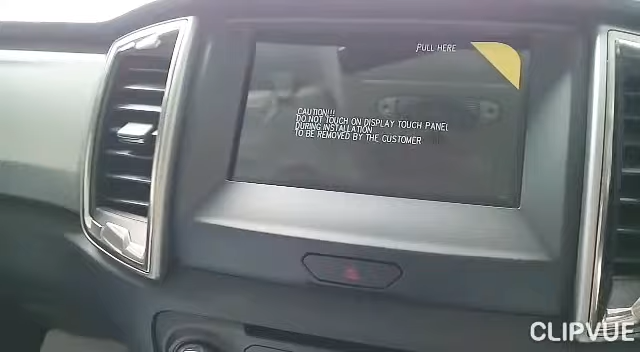 PULL HERE
CAUTION!!!
DO NOT TOUCH ON DISPLAY TOUCH PANEL
DURING INSTALLATION
TO BE REMOVED BY THE CUSTOMER
CLIPVUE